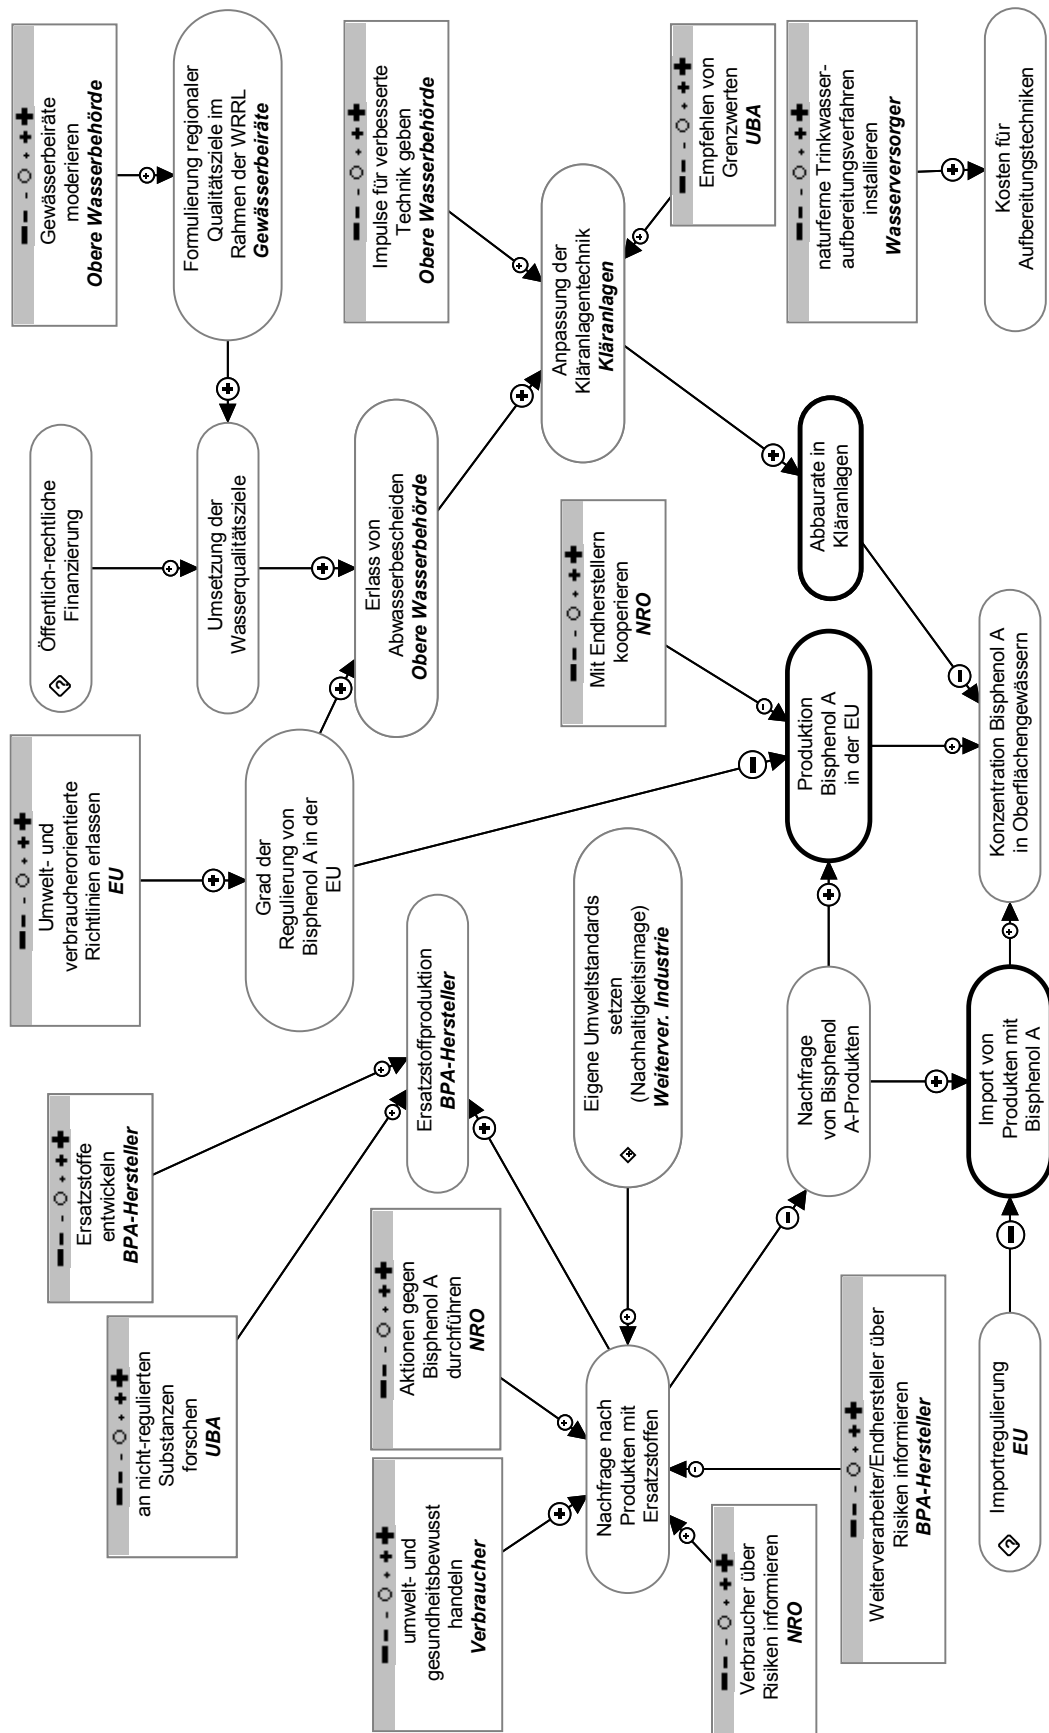 Ersatzstoffe
entwickeln
BPA-Hersteller
Umwelt- und
verbraucherorientierte
Richtlinien erlassen
EU
Öffentlich-rechtliche
Finanzierung
Gewässerbeiräte
moderieren
Obere Wasserbehörde
an nicht-regulierten
Substanzen
forschen
UBA
Grad der
Regulierung von
Bisphenol A in der
EU
Umsetzung der
Wasserqualitätsziele
Formulierung regionaler
Qualitätsziele im
Rahmen der WRRL
Gewässerbeiräte
umwelt- und
gesundheitsbewusst
handeln
Verbraucher
Aktionen gegen
Bisphenol A
durchführen
NRO
Ersatzstoffproduktion
BPA-Hersteller
Erlass von
Abwasserbescheiden
Obere Wasserbehörde
Impulse für verbesserte
Technik geben
Obere Wasserbehörde
Nachfrage nach
Produkten mit
Ersatzstoffen
Eigene Umweltstandards
setzen
(Nachhaltigkeitsimage)
Weiterver. Industrie
Mit Endherstellern
kooperieren
NRO
Anpassung der
Kläranlagentechnik
Kläranlagen
Empfehlen von
Grenzwerten
UBA
Verbraucher über
Risiken informieren
NRO
Nachfrage
von Bisphenol
A-Produkten
Produktion
Bisphenol A
in der EU
Abbaurate in
Kläranlagen
naturferne Trinkwasser-
aufbereitungsverfahren
installieren
Wasserversorger
Weiterverarbeiter/Endhersteller über
Risiken informieren
BPA-Hersteller
Importregulierung
EU
Import von
Produkten mit
Bisphenol A
Konzentration Bisphenol A
in Oberflächengewässern
Kosten für
Aufbereitungstechniken